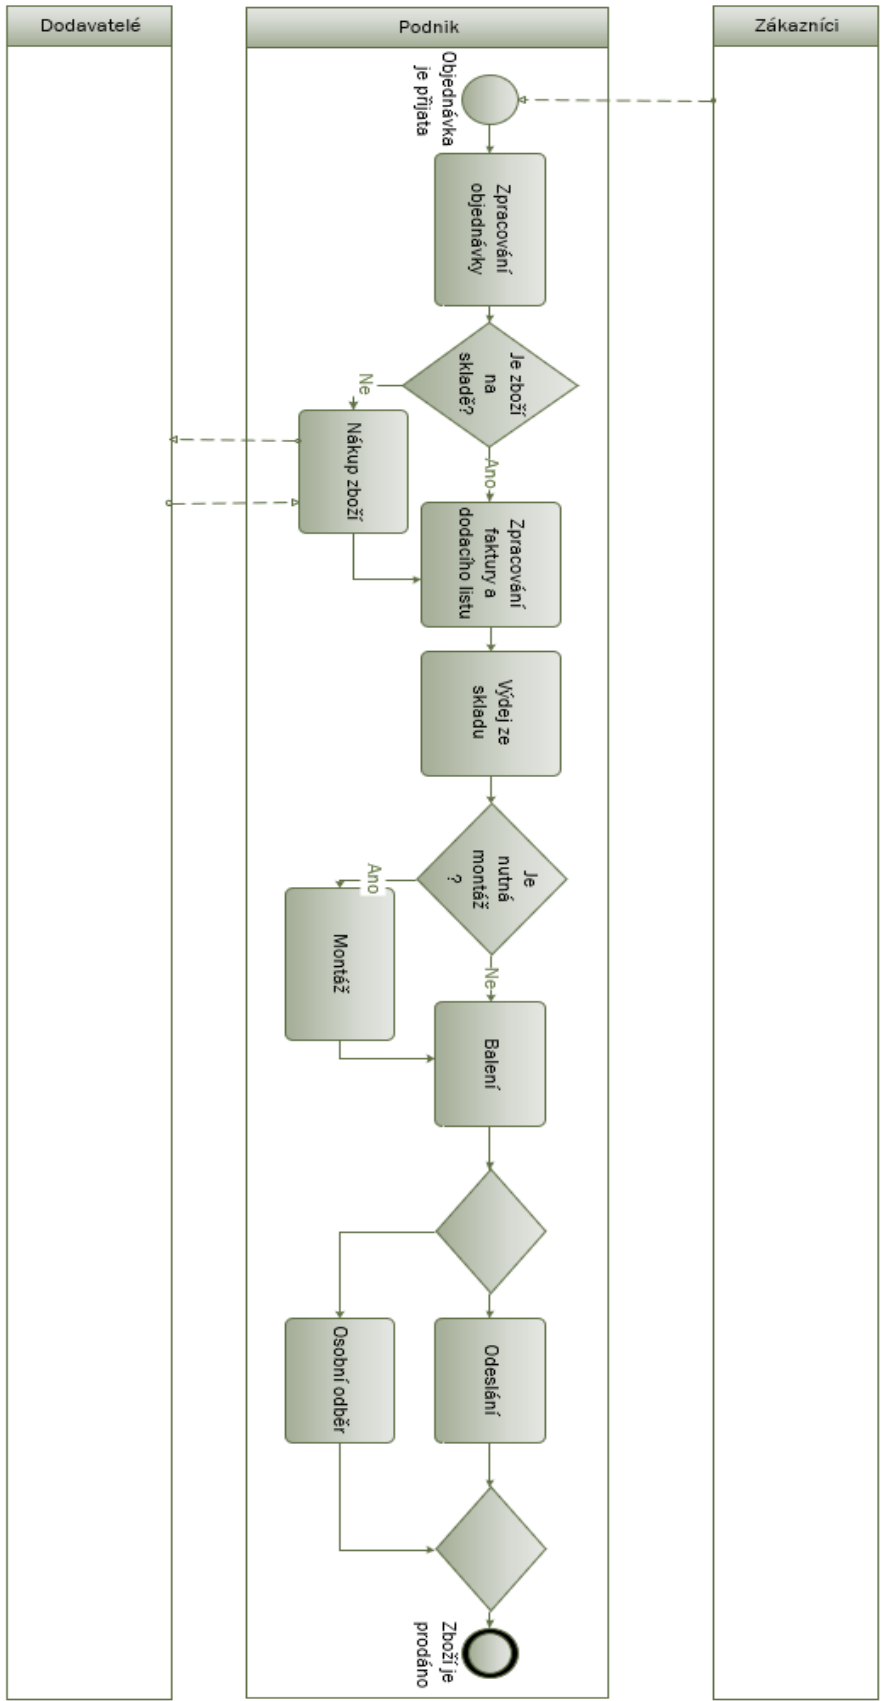 Dodavatelé
Podnik
Zákazníci
Objednávka
je přijata
Zpracování
objednávky
Je zboží
na
skladě?
Ne
Ano
Nákup zboží
Zpracování
faktury a
dodacího listu
Výdej ze
skladu
Je
nutná
montáž
?
Ano
Ne
Montáž
Balení
Odeslání
Osobní odběr
Zboží je
prodáno